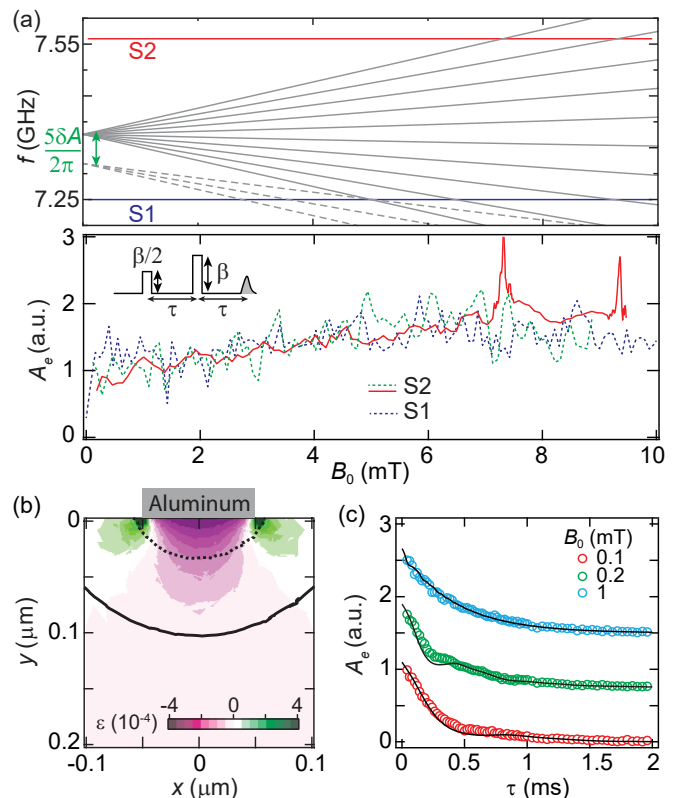 (a)
7.55
S2
f (GHz)
5δA
2π
7.25
S1
3
β/2
β
τ
τ
2
A_e (a.u.)
1
S2
S1
0
0
2
4
6
8
10
B_0 (mT)
(b)
Aluminum
0
y (μm)
0.1
-4
0
4
ε (10^-4)
0.2
-0.1
0
0.1
x (μm)
(c)
3
B_0 (mT)
0.1
0.2
1
2
A_e (a.u.)
1
0
0
0.5
1
1.5
2
τ (ms)